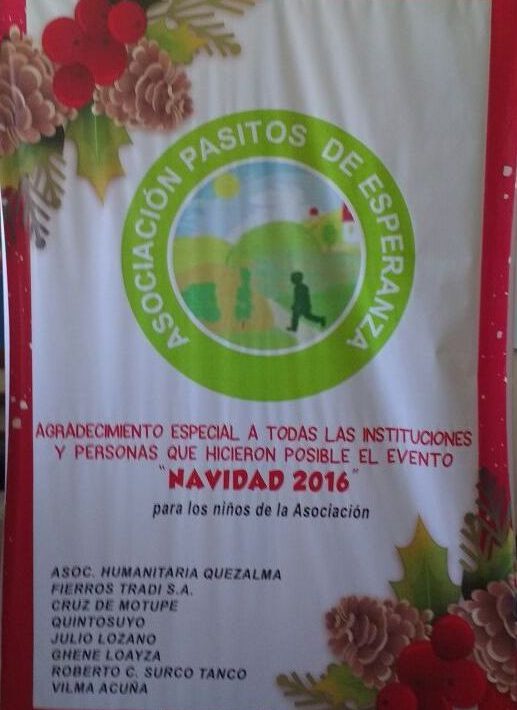 ASOCIACIÓN PASITOS DE ESPERANZA
AGRADECIMIENTO ESPECIAL A TODAS LAS INSTITUCIONES
Y PERSONAS QUE HICIERON POSIBLE EL EVENTO
"NAVIDAD 2016"
para los niños de la Asociación
ASOC. HUMANITARIA QUEZALMA
FIERROS TRADI S.A.
CRUZ DE MOTUPE
QUINTOSUYO
JULIO LOZANO
GHENE LOAYZA
ROBERTO C. SURCO TANCO
VILMA ACUÑA